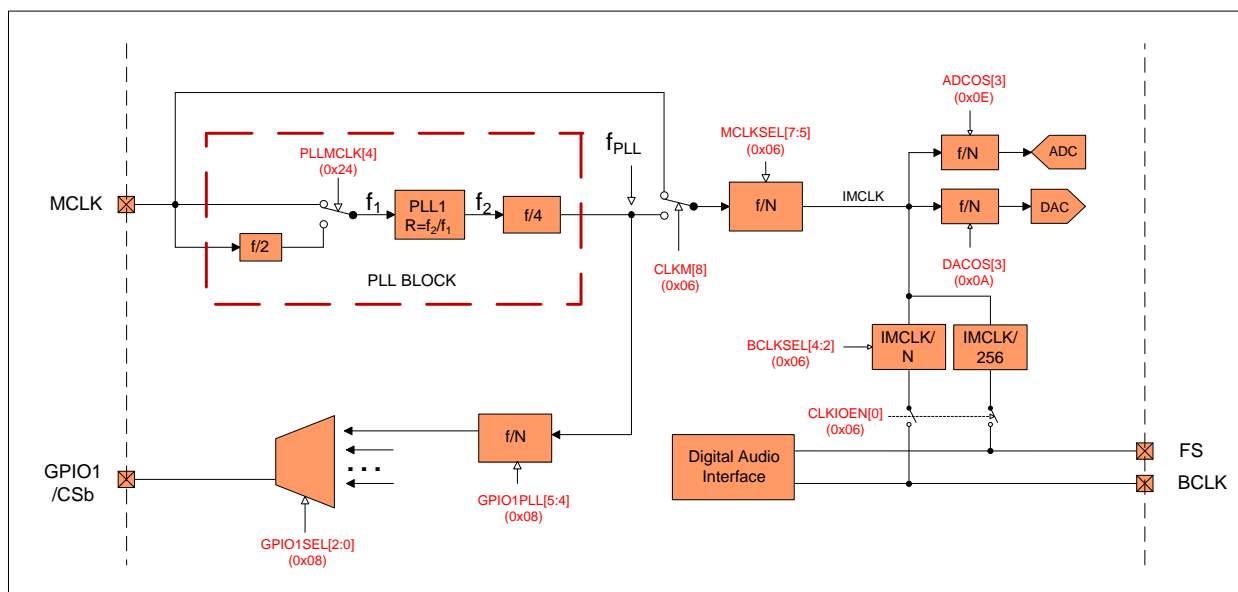 ADCOS[3]
(0x0E)
MCLKSEL[7:5]
(0x06)
fPLL
PLLMCLK[4]
(0x24)
f/N
ADC
MCLK
f1
PLL1
R=f2/f1
f2
f/4
f/N
IMCLK
f/N
DAC
f/2
PLL BLOCK
CLKM[8]
(0x06)
DACOS[3]
(0x0A)
BCLKSEL[4:2]
(0x06)
IMCLK/
N
IMCLK/
256
CLKIOEN[0]
(0x06)
f/N
Digital Audio
Interface
FS
BCLK
GPIO1
/CSb
...
GPIO1PLL[5:4]
(0x08)
GPIO1SEL[2:0]
(0x08)